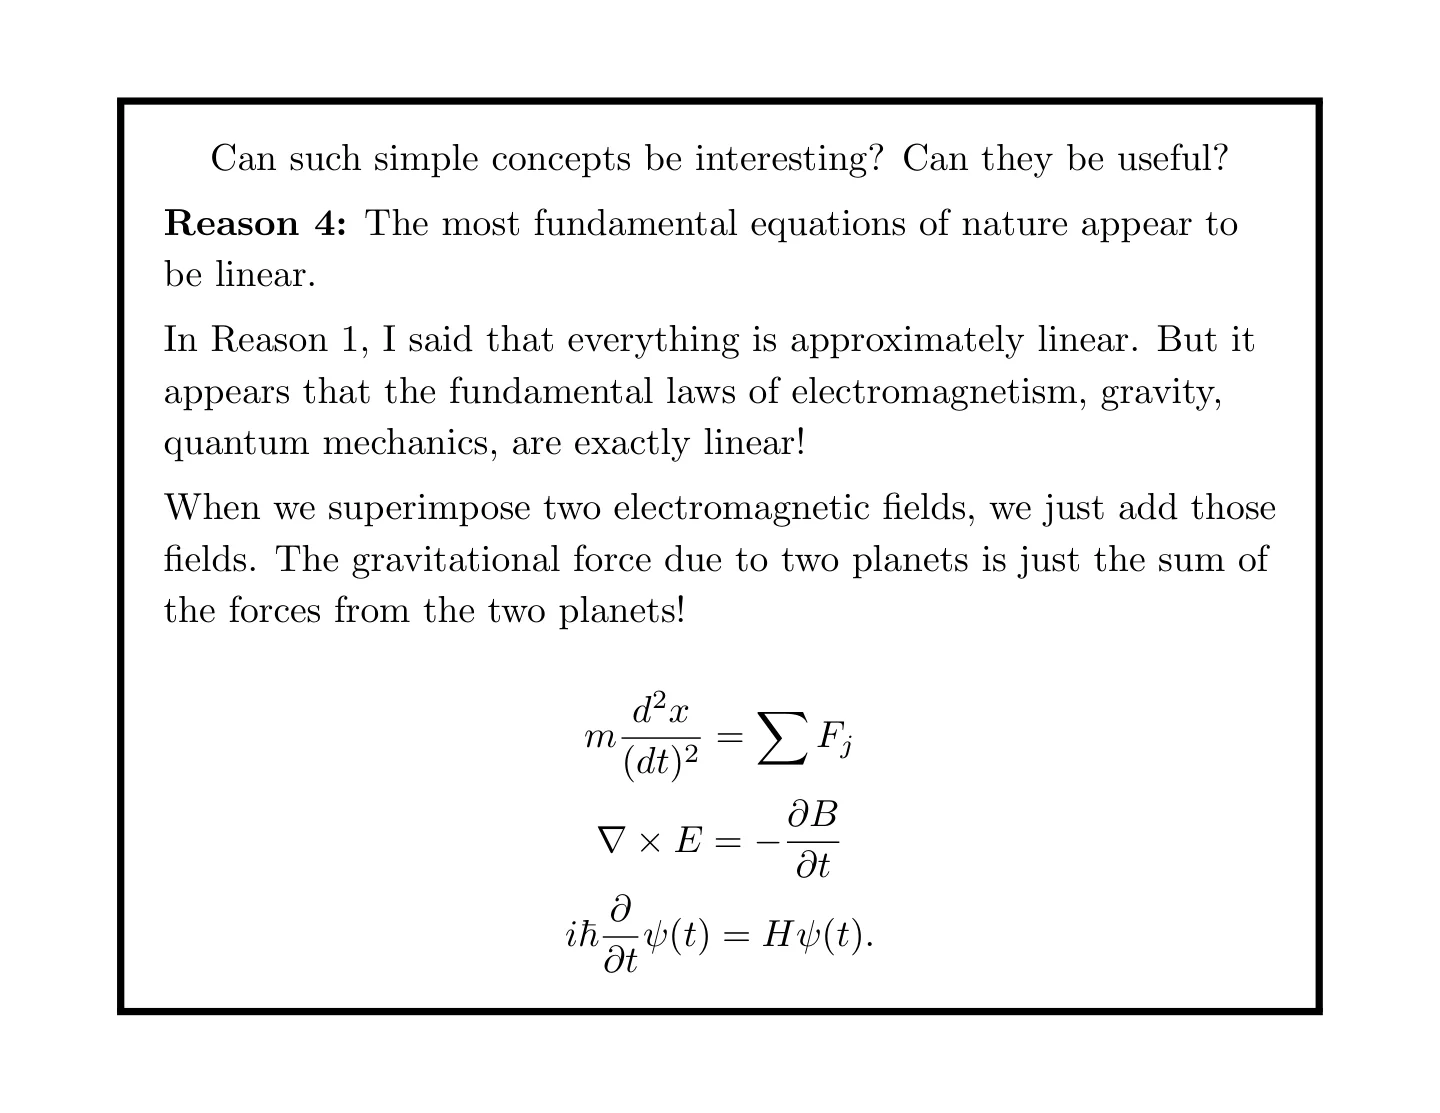 Can such simple concepts be interesting? Can they be useful?
Reason 4: The most fundamental equations of nature appear to
be linear.
In Reason 1, I said that everything is approximately linear. But it
appears that the fundamental laws of electromagnetism, gravity,
quantum mechanics, are exactly linear!
When we superimpose two electromagnetic fields, we just add those
fields. The gravitational force due to two planets is just the sum of
the forces from the two planets!
m d²x/(dt)² = ∑ F_j
∇ × E = −∂B/∂t
iℏ ∂/∂t ψ(t) = Hψ(t).